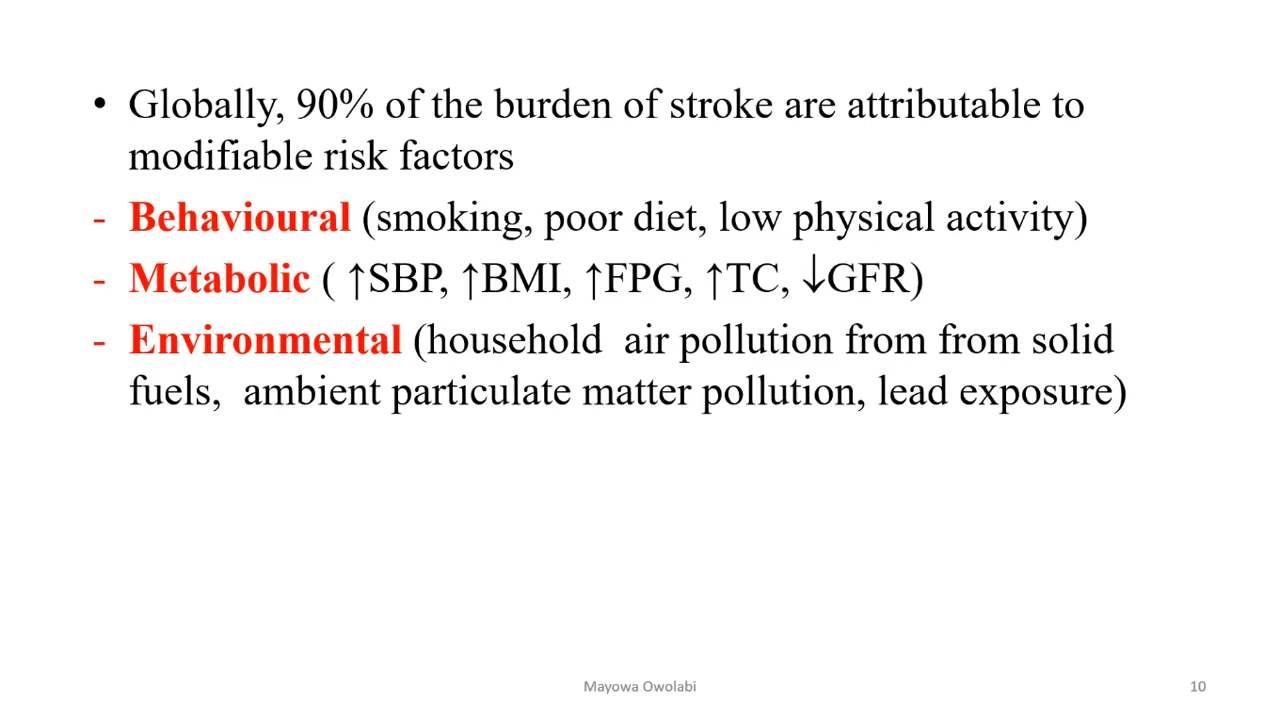 • Globally, 90% of the burden of stroke are attributable to
modifiable risk factors
- Behavioural (smoking, poor diet, low physical activity)
- Metabolic ( ↑SBP, ↑BMI, ↑FPG, ↑TC, ↓GFR)
- Environmental (household  air pollution from from solid
fuels,  ambient particulate matter pollution, lead exposure)
Mayowa Owolabi
10